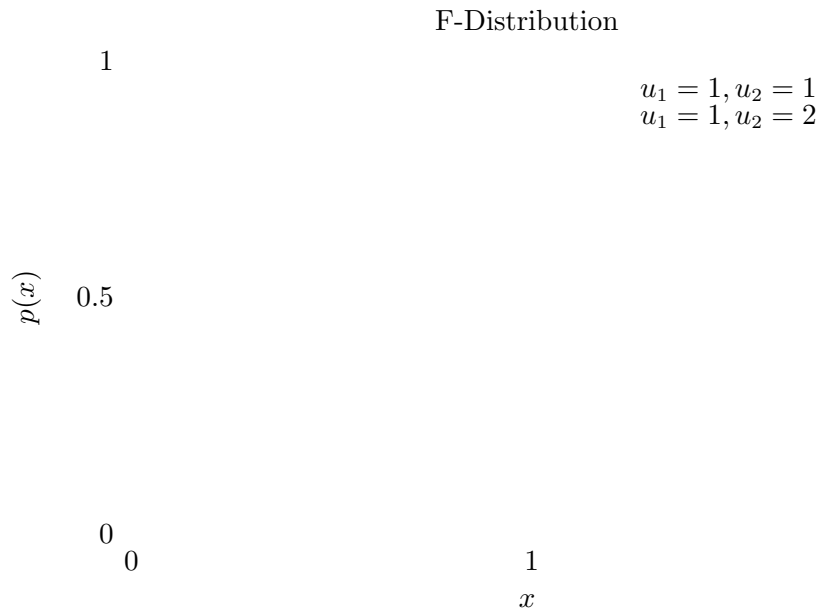 F-Distribution
1
u₁ = 1, u₂ = 1
u₁ = 1, u₂ = 2
p(x)
0.5
0
0 1
x